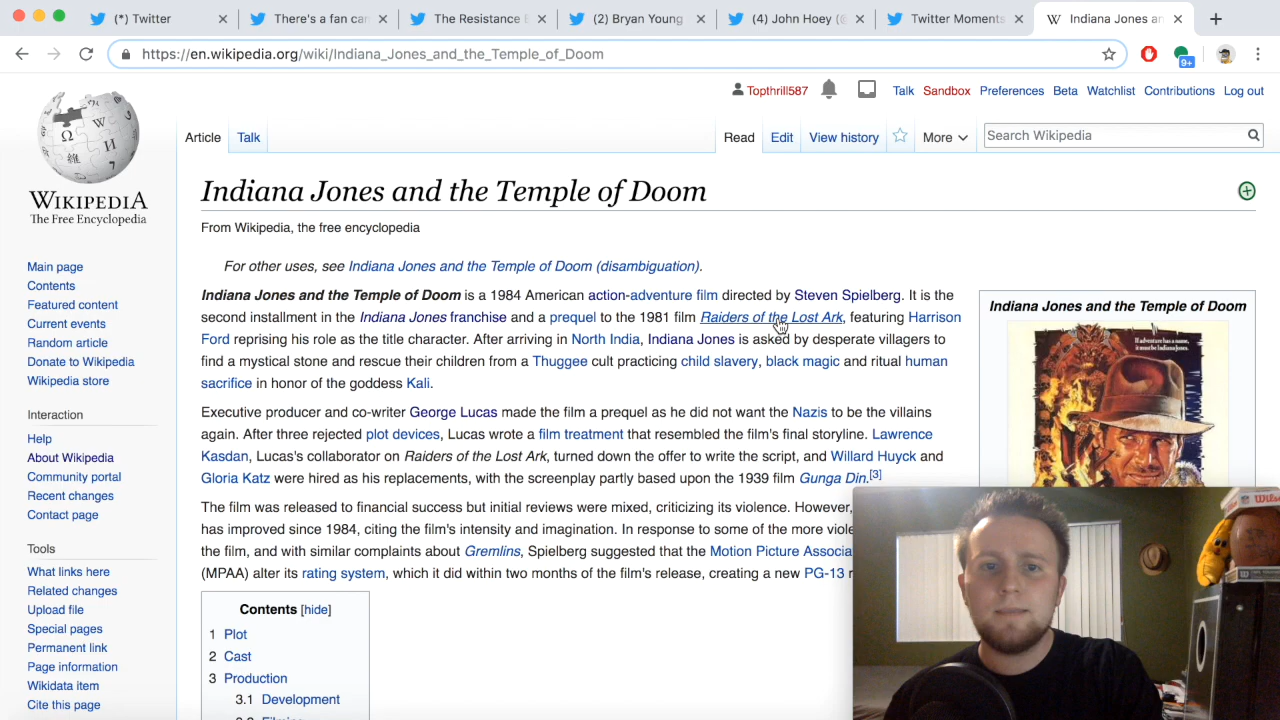 (*) Twitter
There's a fan ca
The Resistance
(2) Bryan Young
(4) John Hoey (@
Twitter Moments
Indiana Jones an
https://en.wikipedia.org/wiki/Indiana_Jones_and_the_Temple_of_Doom
9+
Topthrill587
Talk
Sandbox
Preferences
Beta
Watchlist
Contributions
Log out
Article
Talk
Read
Edit
View history
More
Search Wikipedia
WIKIPEDIA
The Free Encyclopedia
Main page
Contents
Featured content
Current events
Random article
Donate to Wikipedia
Wikipedia store
Interaction
Help
About Wikipedia
Community portal
Recent changes
Contact page
Tools
What links here
Related changes
Upload file
Special pages
Permanent link
Page information
Wikidata item
Cite this page
Indiana Jones and the Temple of Doom
From Wikipedia, the free encyclopedia
For other uses, see Indiana Jones and the Temple of Doom (disambiguation).
Indiana Jones and the Temple of Doom is a 1984 American action-adventure film directed by Steven Spielberg. It is the
second installment in the Indiana Jones franchise and a prequel to the 1981 film Raiders of the Lost Ark, featuring Harrison
Ford reprising his role as the title character. After arriving in North India, Indiana Jones is asked by desperate villagers to
find a mystical stone and rescue their children from a Thuggee cult practicing child slavery, black magic and ritual human
sacrifice in honor of the goddess Kali.
Executive producer and co-writer George Lucas made the film a prequel as he did not want the Nazis to be the villains
again. After three rejected plot devices, Lucas wrote a film treatment that resembled the film's final storyline. Lawrence
Kasdan, Lucas's collaborator on Raiders of the Lost Ark, turned down the offer to write the script, and Willard Huyck and
Gloria Katz were hired as his replacements, with the screenplay partly based upon the 1939 film Gunga Din.[3]
The film was released to financial success but initial reviews were mixed, criticizing its violence. However,
has improved since 1984, citing the film's intensity and imagination. In response to some of the more viole
the film, and with similar complaints about Gremlins, Spielberg suggested that the Motion Picture Associa
(MPAA) alter its rating system, which it did within two months of the film's release, creating a new PG-13 r
Contents [hide]
1 Plot
2 Cast
3 Production
3.1 Development
Indiana Jones and the Temple of Doom
If adventure has a name,
it must be Indiana Jones.
Wilson